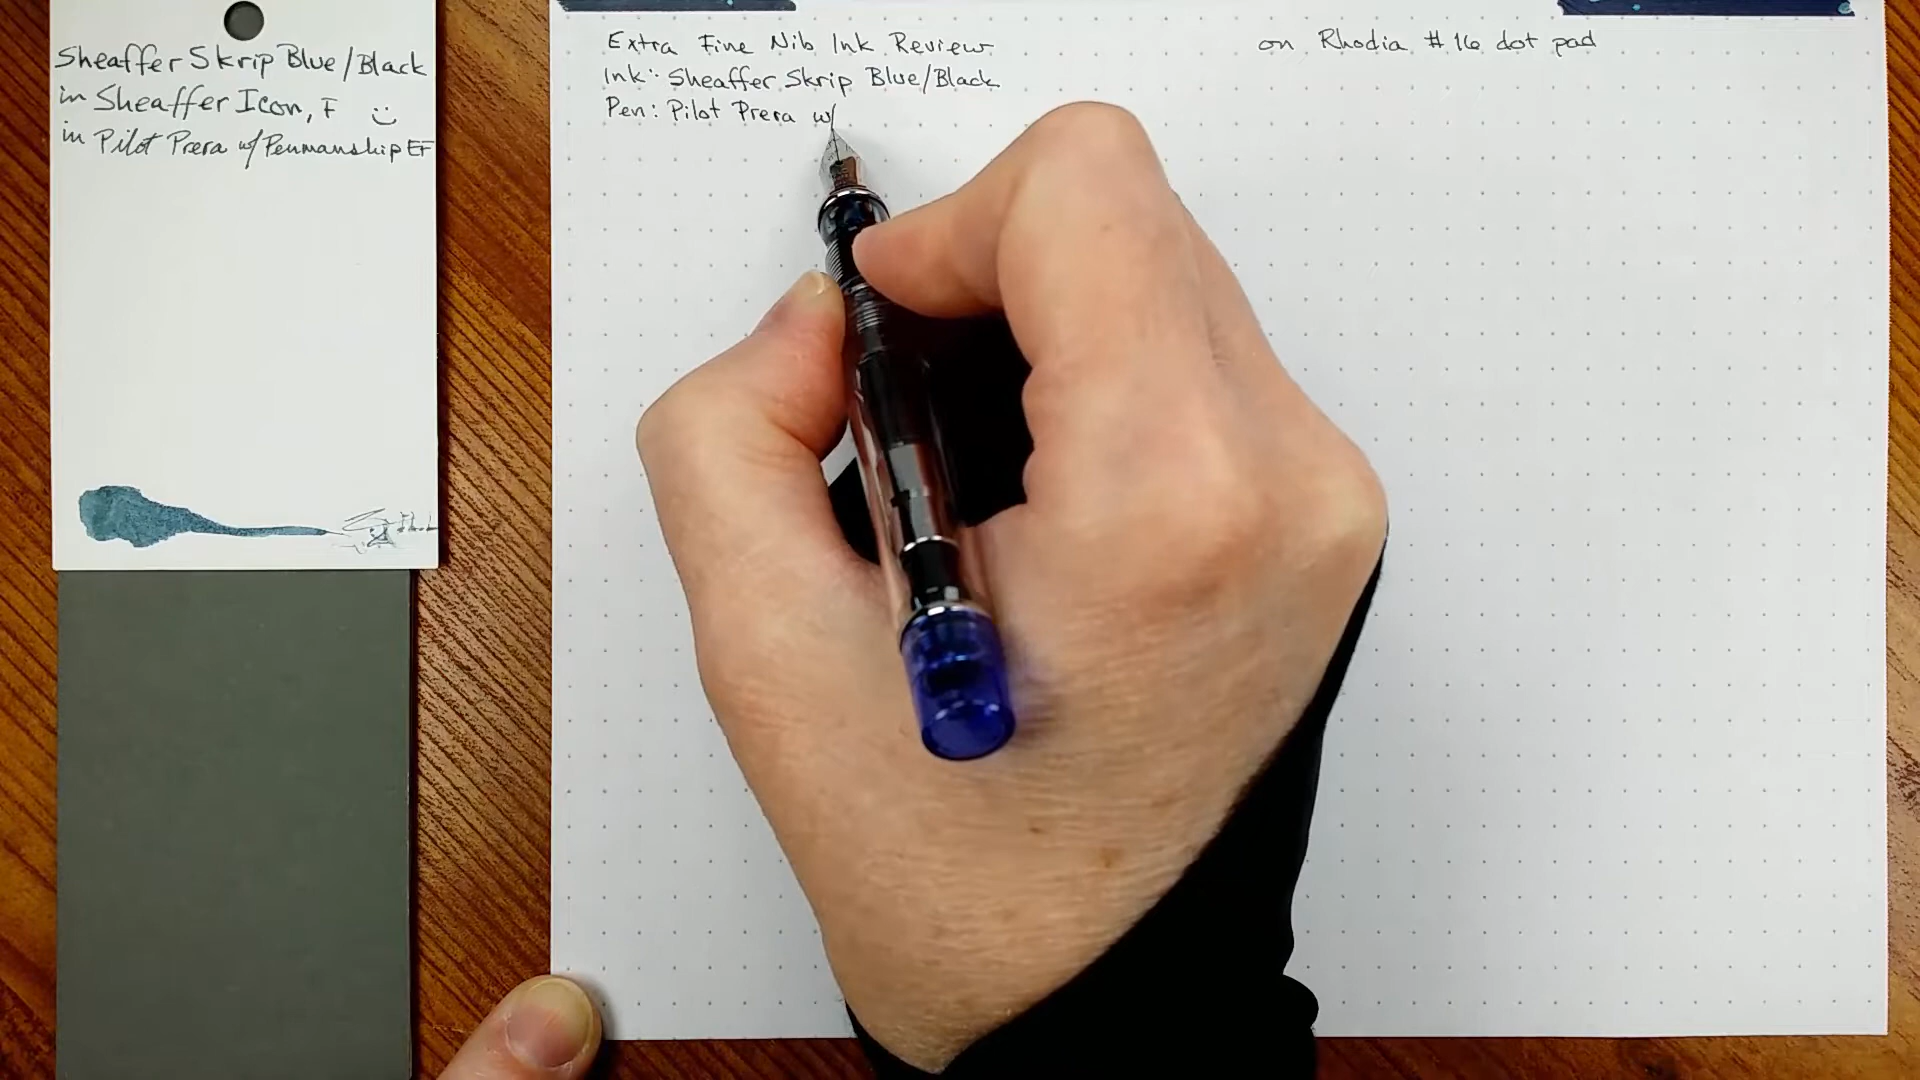 Sheaffer Skrip Blue/Black
in Sheaffer Icon, F :)
in Pilot Prera w/ Penmanship EF
Extra Fine Nib Ink Review
Ink: Sheaffer Skrip Blue/Black
Pen: Pilot Prera w/
on Rhodia #16 dot pad